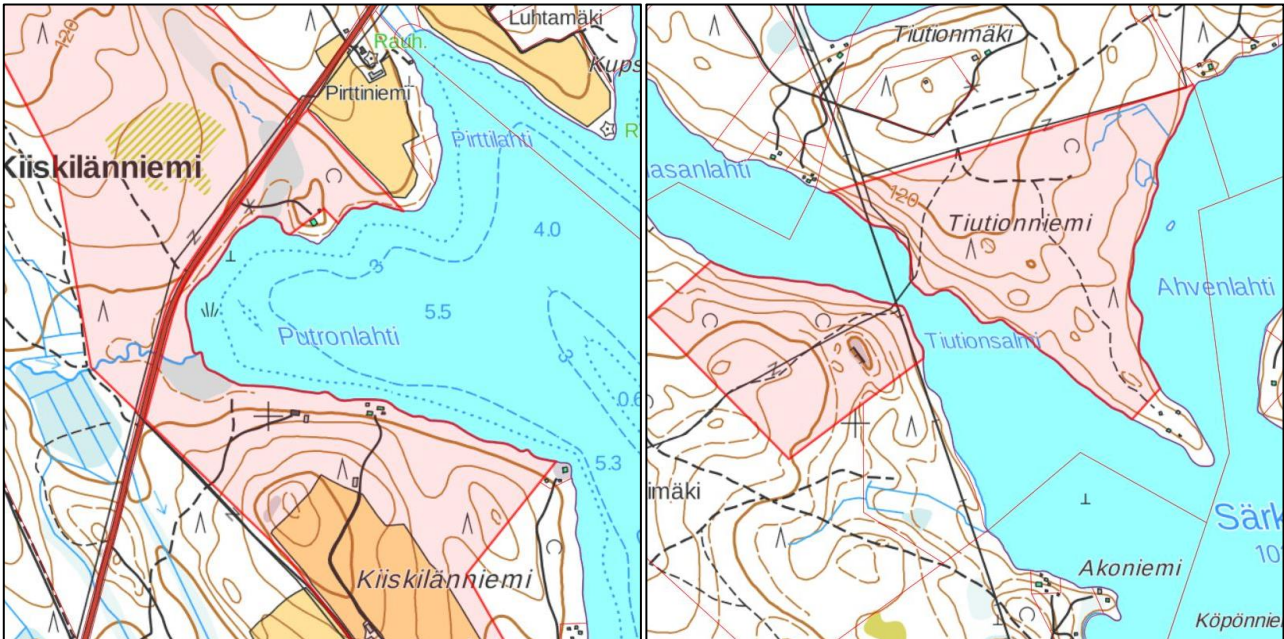 Luhtamäki
120
Rauh.
Kups
Pirttiniemi
Pirttilahti
Kiiskilänniemi
4.0
3
5.5
Putronlahti
3
0.6
5.3
Kiiskilänniemi
Tiutionmäki
asanlahti
120
Tiutionniemi
Ahvenlahti
Tiutionsalmi
imäki
Särk
10
Akoniemi
Köpönnie